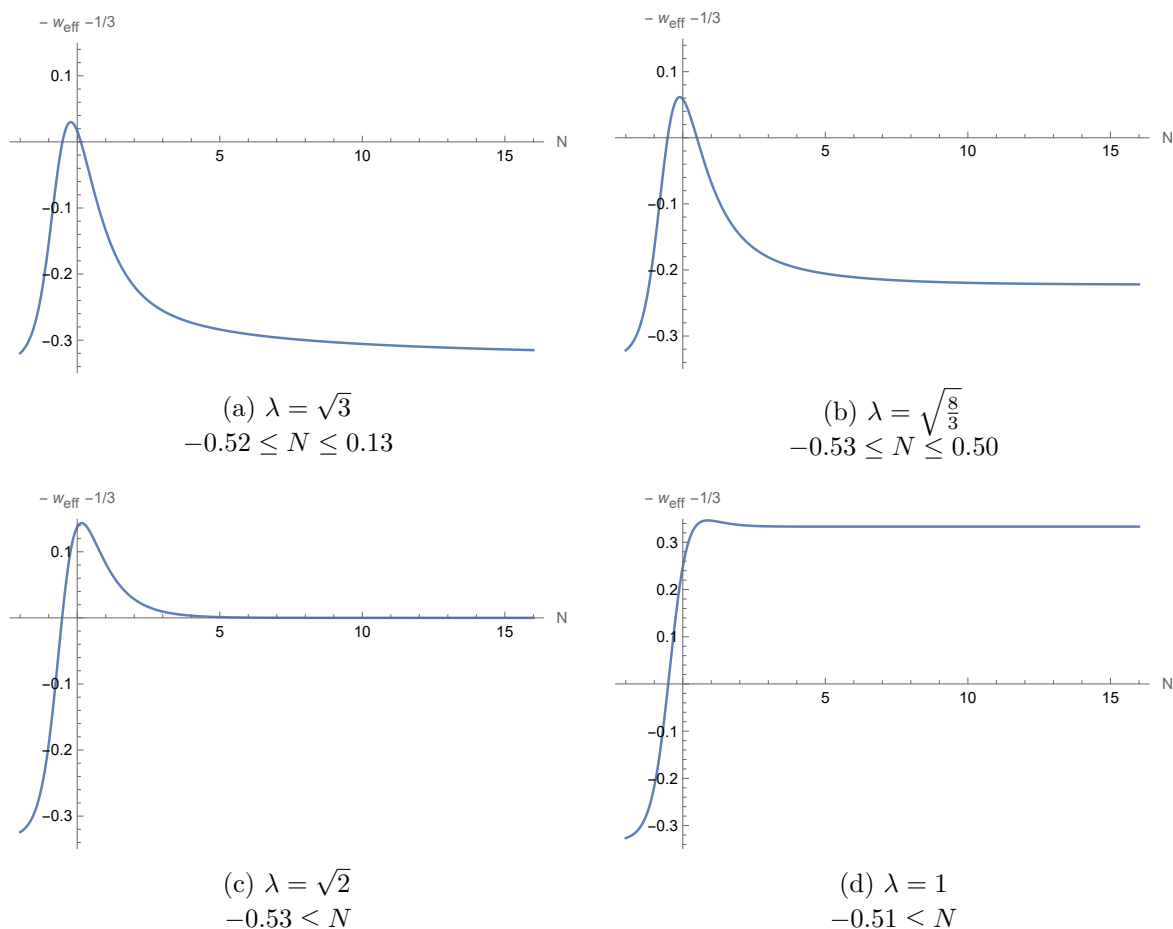 − w_eff −1/3
0.1
N
5
10
15
−0.1
−0.2
−0.3
(a) λ = √3
−0.52 ≤ N ≤ 0.13
− w_eff −1/3
0.1
N
5
10
15
−0.1
−0.2
−0.3
(b) λ = √(8/3)
−0.53 ≤ N ≤ 0.50
− w_eff −1/3
0.1
N
5
10
15
−0.1
−0.2
−0.3
(c) λ = √2
−0.53 < N
− w_eff −1/3
0.3
0.2
0.1
N
5
10
15
−0.1
−0.2
−0.3
(d) λ = 1
−0.51 < N